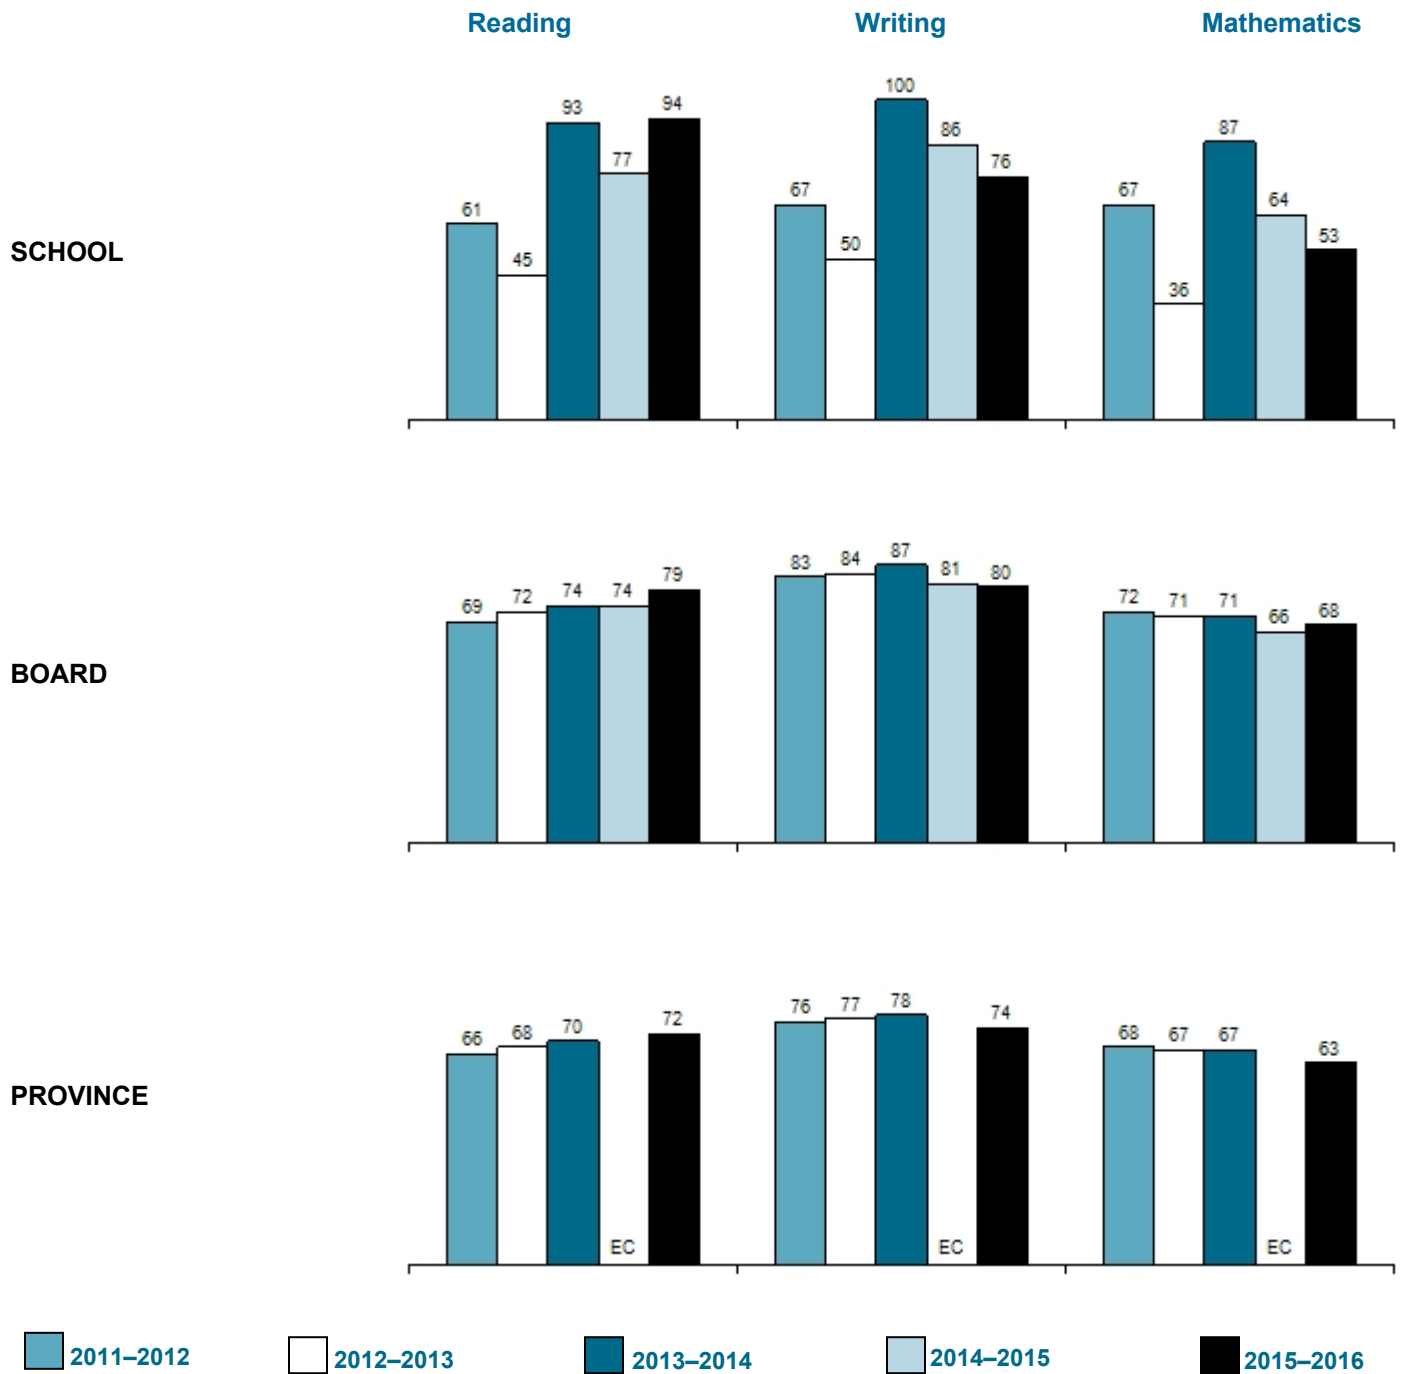 Reading Writing Mathematics
SCHOOL
61 45 93 77 94 67 50 100 86 76 67 36 87 64 53
BOARD
69 72 74 74 79 83 84 87 81 80 72 71 71 66 68
PROVINCE
66 68 70 EC 72 76 77 78 EC 74 68 67 67 EC 63
2011–2012 2012–2013 2013–2014 2014–2015 2015–2016